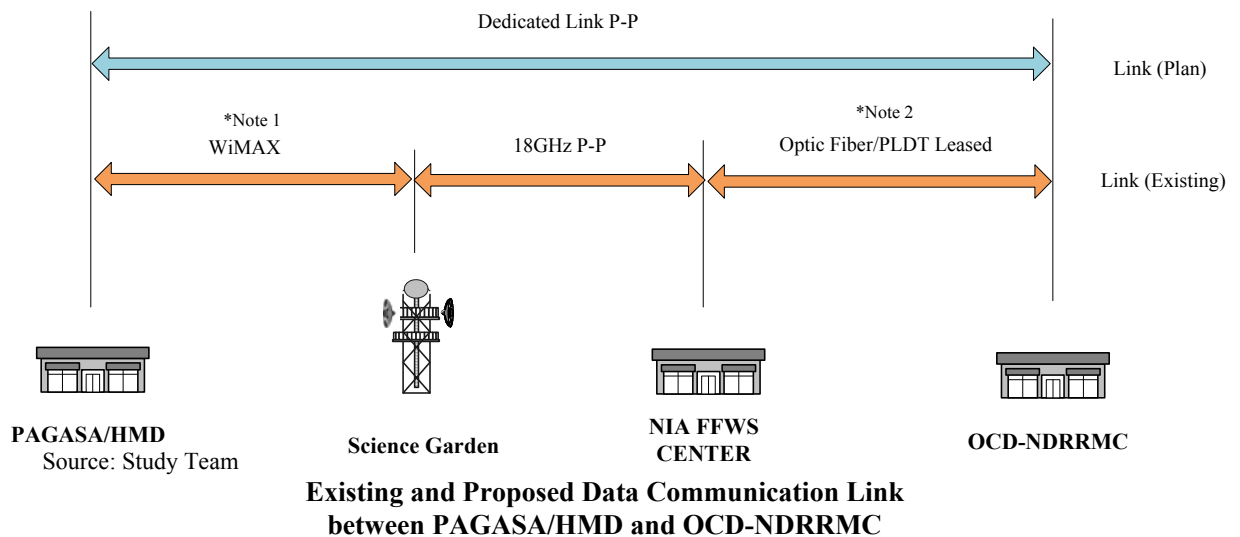 Dedicated Link P-P
Link (Plan)
*Note 1
WiMAX
18GHz P-P
*Note 2
Optic Fiber/PLDT Leased
Link (Existing)
PAGASA/HMD
Science Garden
NIA FFWS
CENTER
OCD-NDRRMC
Source: Study Team
Existing and Proposed Data Communication Link
between PAGASA/HMD and OCD-NDRRMC